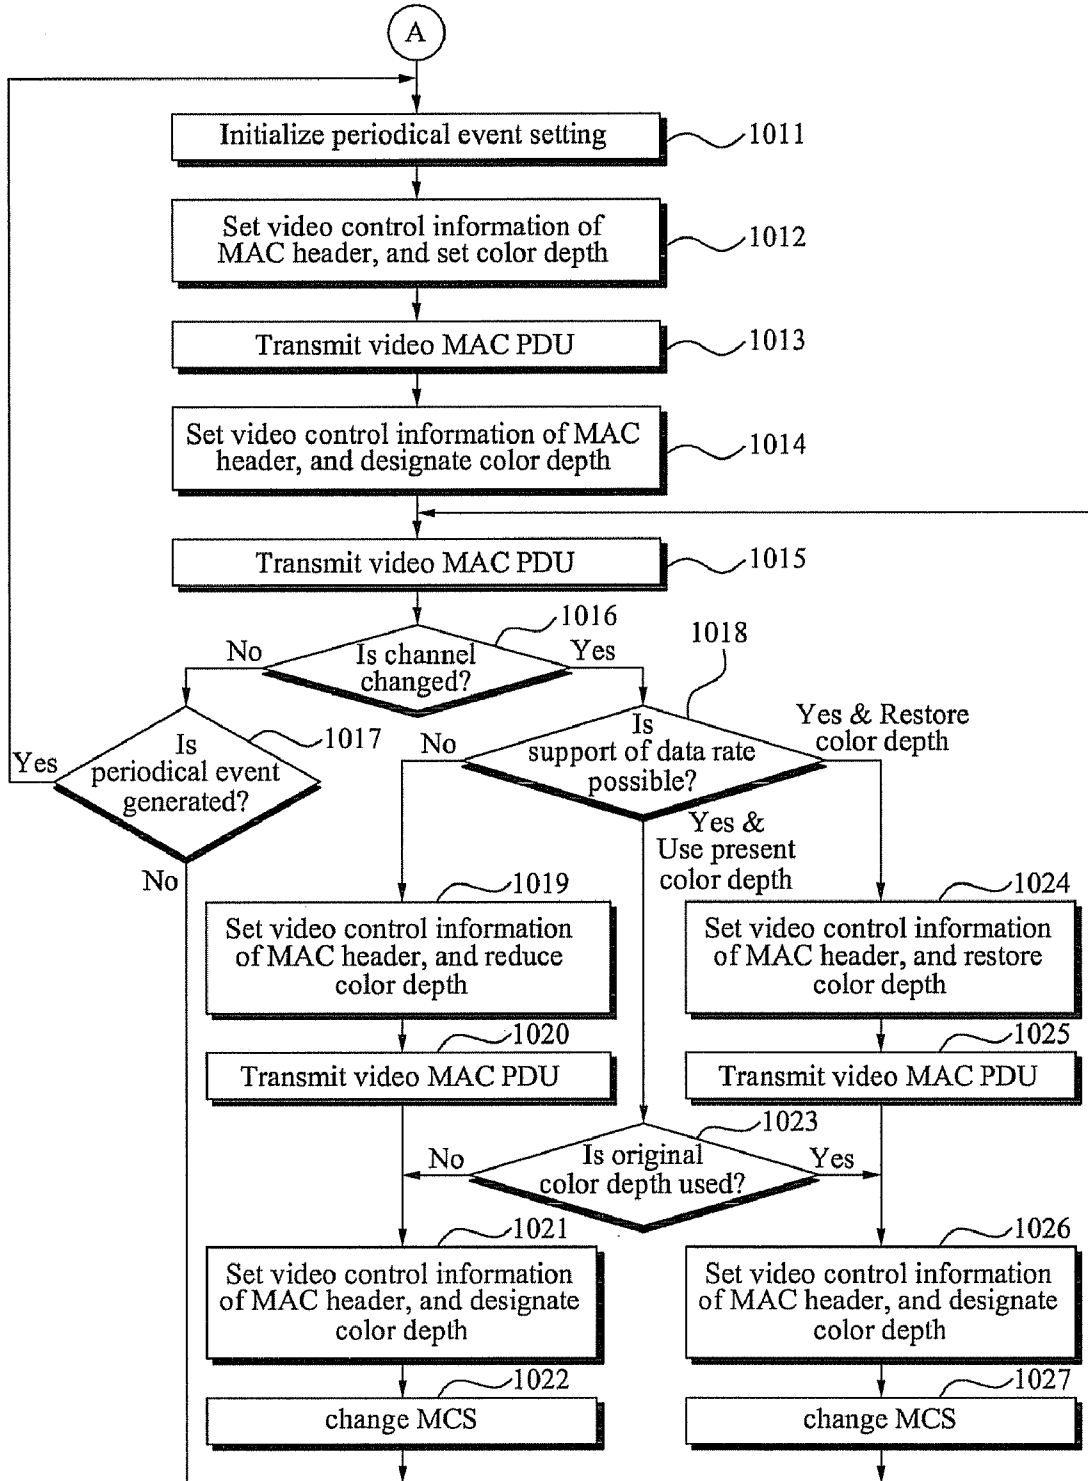 A
Initialize periodical event setting
1011
Set video control information of
MAC header, and set color depth
1012
Transmit video MAC PDU
1013
Set video control information of MAC
header, and designate color depth
1014
Transmit video MAC PDU
1015
1016
No
Is channel
changed?
Yes
1018
1017
Yes
Is
periodical event
generated?
No
No
Is
support of data rate
possible?
Yes & Restore
color depth
Yes &
Use present
color depth
1019
Set video control information
of MAC header, and reduce
color depth
1024
Set video control information
of MAC header, and restore
color depth
1020
Transmit video MAC PDU
1025
Transmit video MAC PDU
1023
No
Is original
color depth used?
Yes
1021
Set video control information
of MAC header, and designate
color depth
1026
Set video control information
of MAC header, and designate
color depth
1022
change MCS
1027
change MCS